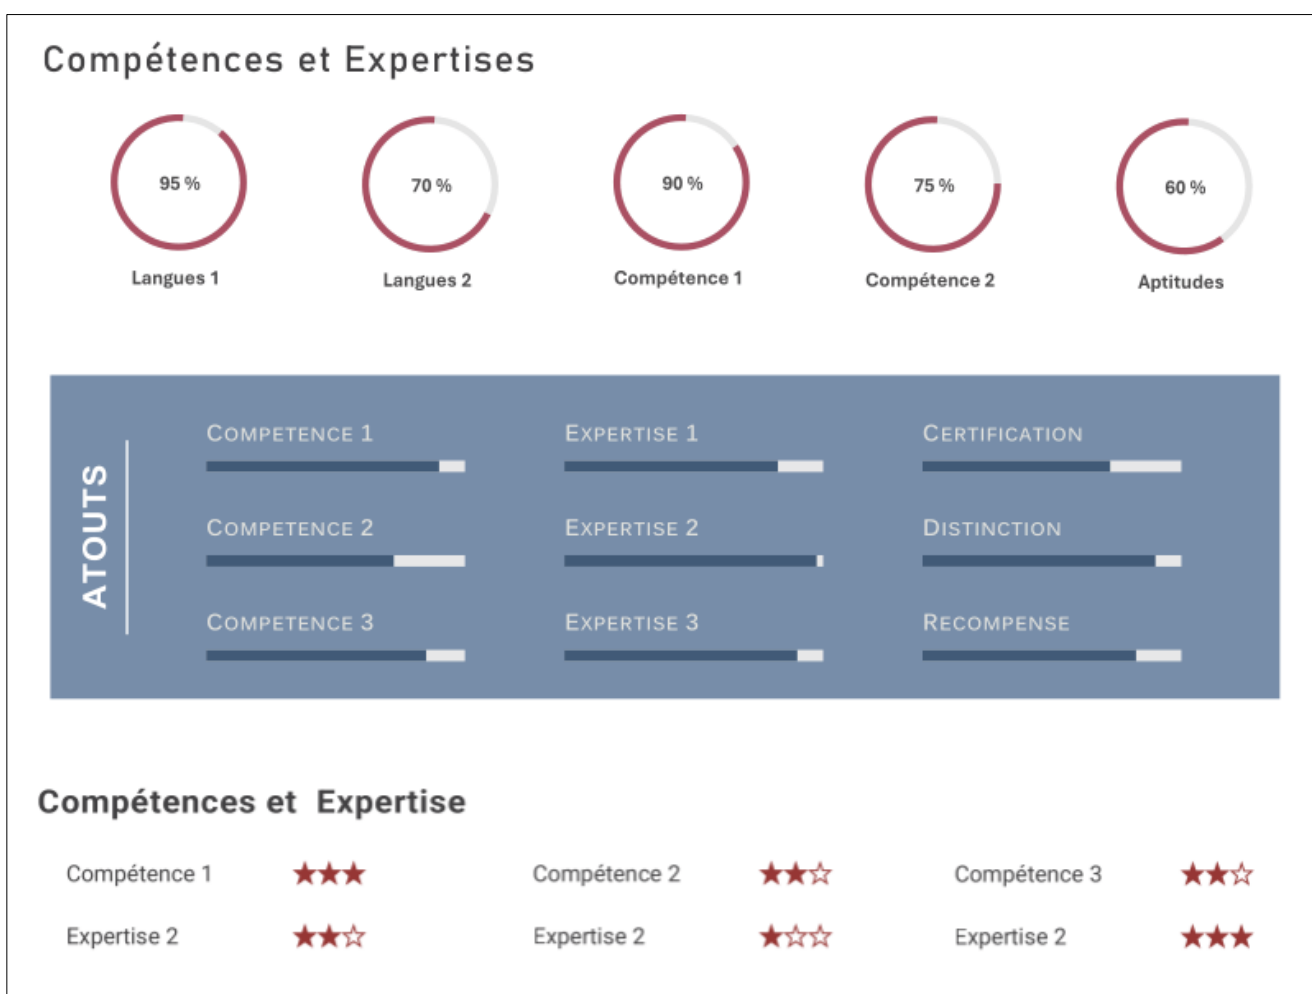 Compétences et Expertises
95 % 70 % 90 % 75 % 60 %
Langues 1 Langues 2 Compétence 1 Compétence 2 Aptitudes
ATOUTS
COMPETENCE 1 EXPERTISE 1 CERTIFICATION
COMPETENCE 2 EXPERTISE 2 DISTINCTION
COMPETENCE 3 EXPERTISE 3 RECOMPENSE
Compétences et Expertise
Compétence 1 ★★★ Compétence 2 ★★☆ Compétence 3 ★★☆
Expertise 2 ★★☆ Expertise 2 ★☆☆ Expertise 2 ★★★